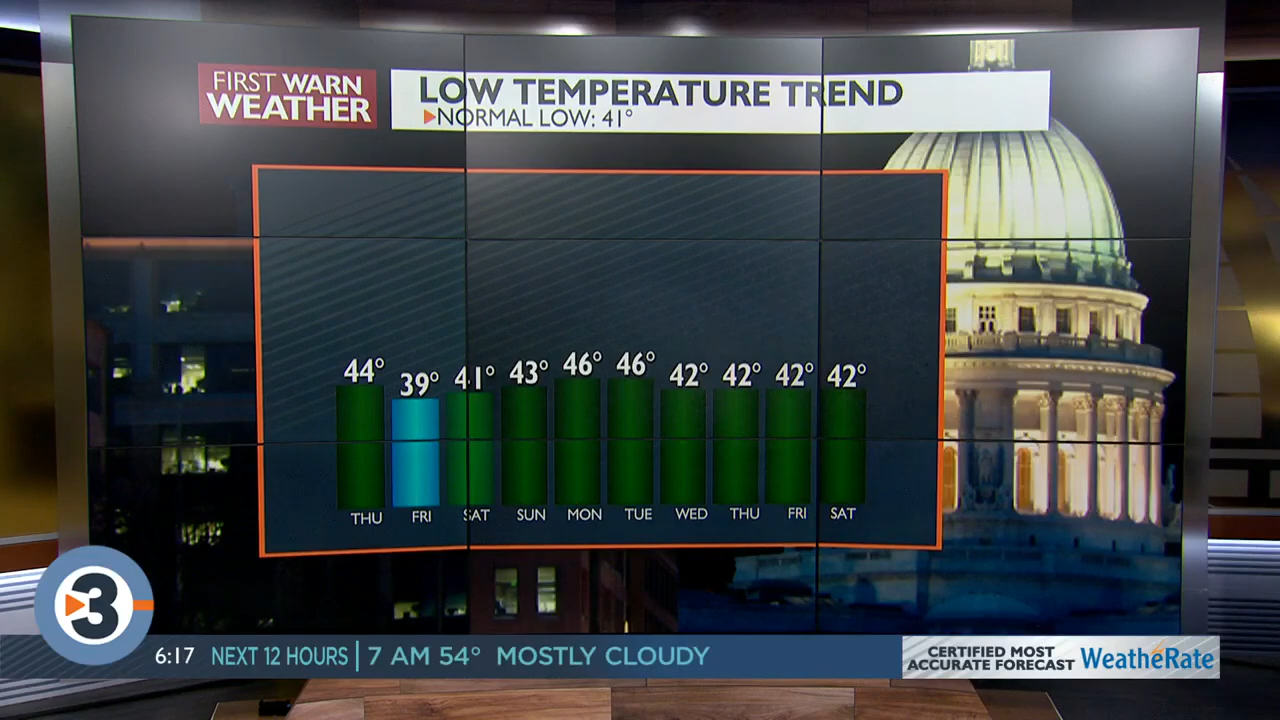 FIRST WARN
WEATHER
LOW TEMPERATURE TREND
NORMAL LOW: 41°
44° 39° 41° 43° 46° 46° 42° 42° 42° 42°
THU FRI SAT SUN MON TUE WED THU FRI SAT
3
6:17 NEXT 12 HOURS 7 AM 54° MOSTLY CLOUDY
CERTIFIED MOST
ACCURATE FORECAST
WeatheRate